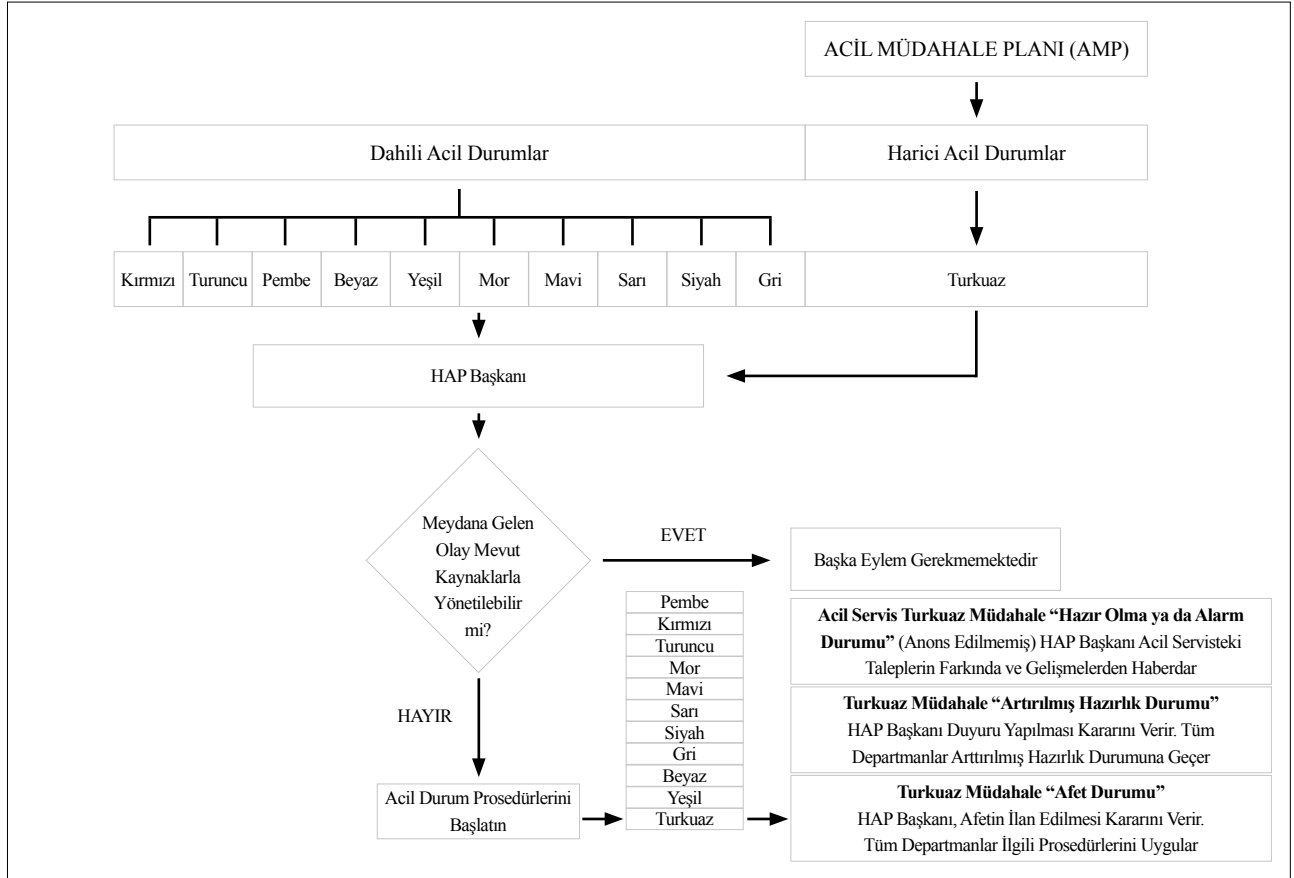 ACİL MÜDAHALE PLANI (AMP)
Dahili Acil Durumlar
Harici Acil Durumlar
Kırmızı
Turuncu
Pembe
Beyaz
Yeşil
Mor
Mavi
Sarı
Siyah
Gri
Turkuaz
HAP Başkanı
Meydana Gelen
Olay Mevut
Kaynaklarla
Yönetilebilir
mi?
EVET
Başka Eylem Gerekmemektedir
HAYIR
Acil Durum Prosedürlerini
Başlatın
Pembe
Kırmızı
Turuncu
Mor
Mavi
Sarı
Siyah
Gri
Beyaz
Yeşil
Turkuaz
Acil Servis Turkuaz Müdahale “Hazır Olma ya da Alarm
Durumu” (Anons Edilmemiş) HAP Başkanı Acil Servisteki
Taleplerin Farkında ve Gelişmelerden Haberdar
Turkuaz Müdahale “Artırılmış Hazırlık Durumu”
HAP Başkanı Duyuru Yapılması Kararını Verir. Tüm
Departmanlar Arttırılmış Hazırlık Durumuna Geçer
Turkuaz Müdahale “Afet Durumu”
HAP Başkanı, Afetin İlan Edilmesi Kararını Verir.
Tüm Departmanlar İlgili Prosedürlerini Uygular